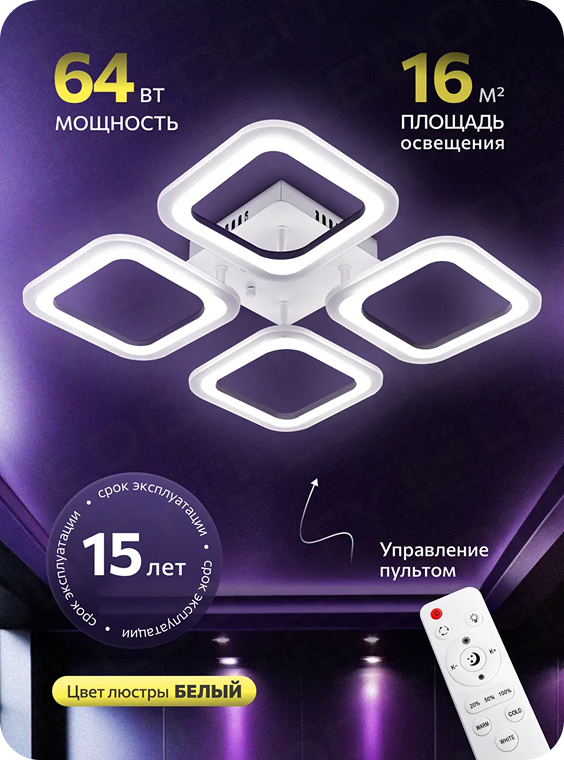 64 ВТ
МОЩНОСТЬ
16 М²
ПЛОЩАДЬ
освещения
срок эксплуатации
срок эксплуатации
срок эксплуатации
срок эксплуатации
15 лет
Управление
пультом
Цвет люстры БЕЛЫЙ
K-
K+
20% 50% 100%
WARM
COLD
WHITE